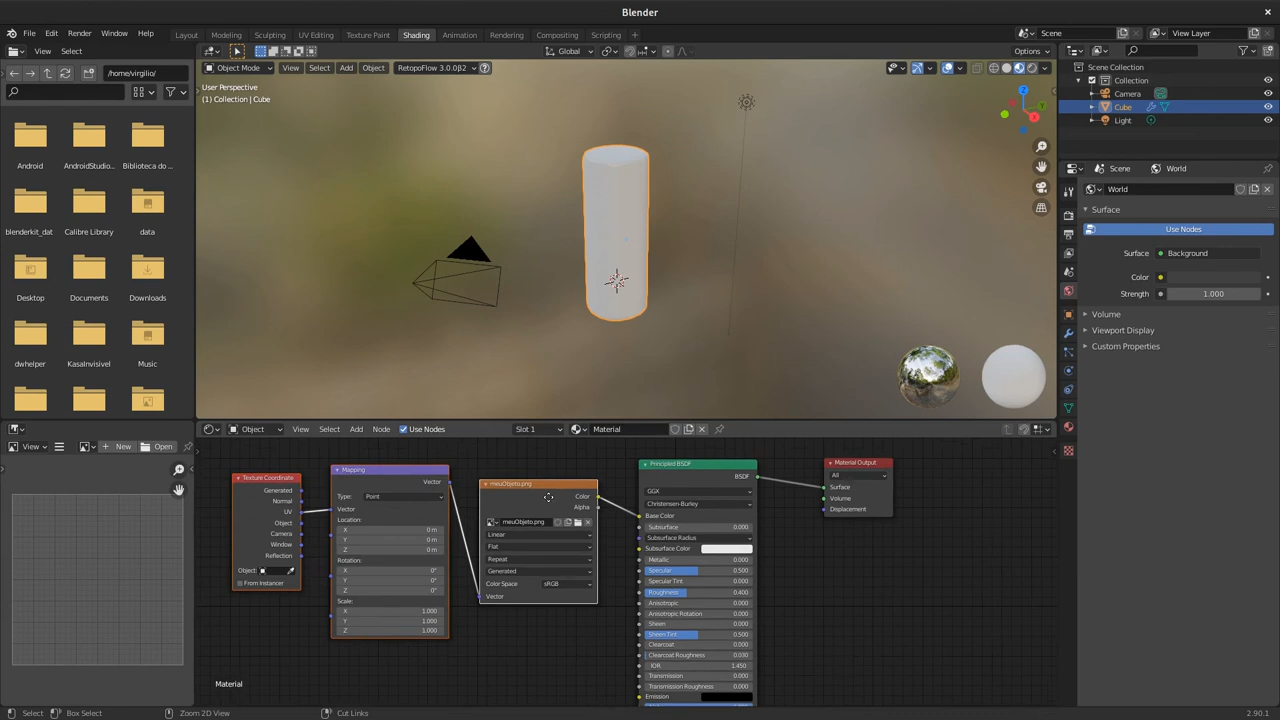 Blender
File Edit Render Window Help
Layout Modeling Sculpting UV Editing Texture Paint Shading Animation Rendering Compositing Scripting +
Scene View Layer
View Select
Global
Options
/home/virgilio/
Object Mode View Select Add Object RetopoFlow 3.0.0β2
User Perspective
(1) Collection | Cube
Z
Y
X
Android
AndroidStudio...
Biblioteca do ...
blenderkit_dat
Calibre Library
data
Desktop
Documents
Downloads
dwhelper
KasaInvisivel
Music
Scene Collection
Collection
Camera
Cube
Light
Scene World
World
Surface
Use Nodes
Surface: Background
Color:
Strength: 1.000
Volume
Viewport Display
Custom Properties
View New Open
Object View Select Add Node Use Nodes Slot 1 Material
Texture Coordinate
Generated
Normal
UV
Object
Camera
Window
Reflection
Object:
From Instancer
Mapping
Vector
Type: Point
Vector
Location:
X 0 m
Y 0 m
Z 0 m
Rotation:
X 0°
Y 0°
Z 0°
Scale:
X 1.000
Y 1.000
Z 1.000
meuObjeto.png
Color
Alpha
meuObjeto.png
Linear
Flat
Repeat
Generated
Color Space sRGB
Vector
Principled BSDF
BSDF
GGX
Christensen-Burley
Base Color
Subsurface 0.000
Subsurface Radius
Subsurface Color
Metallic 0.000
Specular 0.500
Specular Tint 0.000
Roughness 0.400
Anisotropic 0.000
Anisotropic Rotation 0.000
Sheen 0.000
Sheen Tint 0.500
Clearcoat 0.000
Clearcoat Roughness 0.030
IOR 1.450
Transmission 0.000
Transmission Roughness 0.000
Emission
Material Output
All
Surface
Volume
Displacement
Material
Select Box Select Zoom 2D View Cut Links 2.90.1